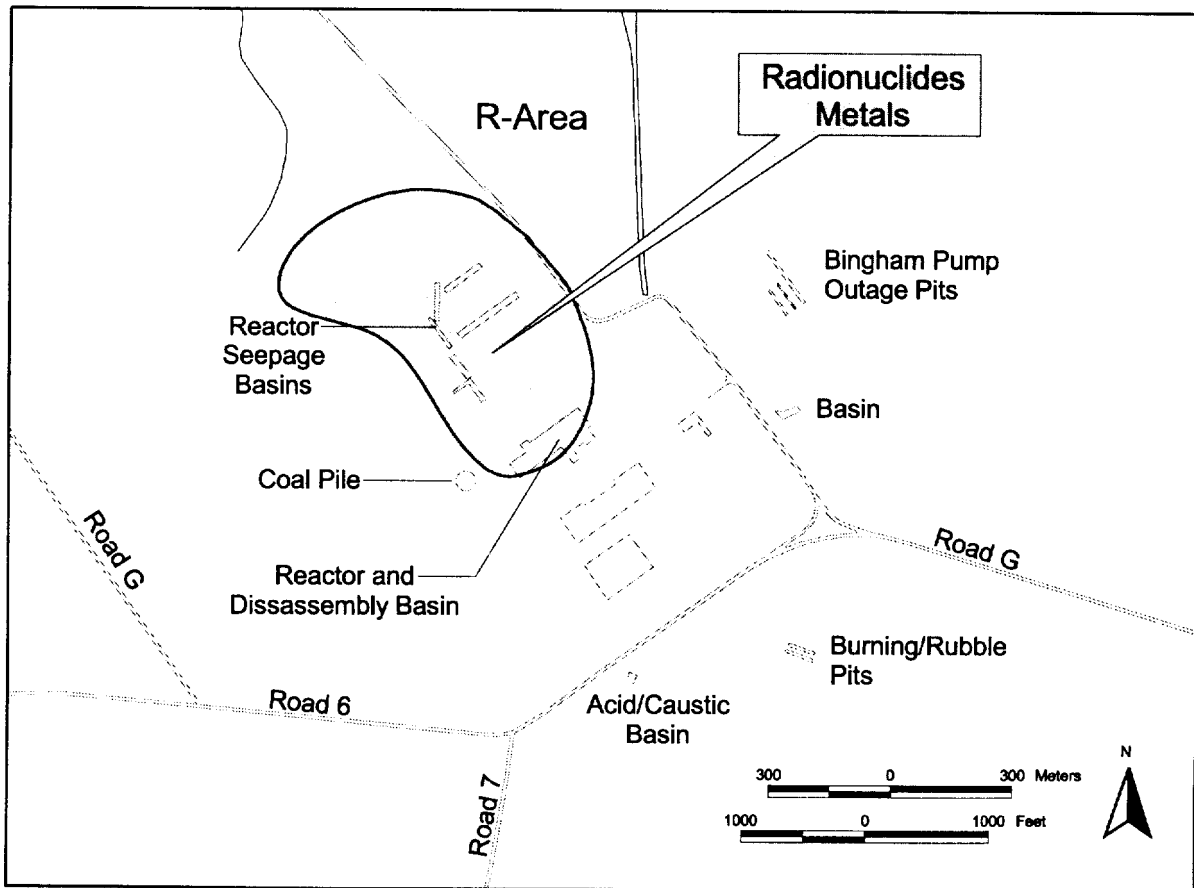 Radionuclides
Metals
R-Area
Bingham Pump
Outage Pits
Reactor
Seepage
Basins
Basin
Coal Pile
Road G
Road G
Reactor and
Dissassembly Basin
Burning/Rubble
Pits
Road 6
Acid/Caustic
Basin
Road 7
N
300 0 300 Meters
1000 0 1000 Feet